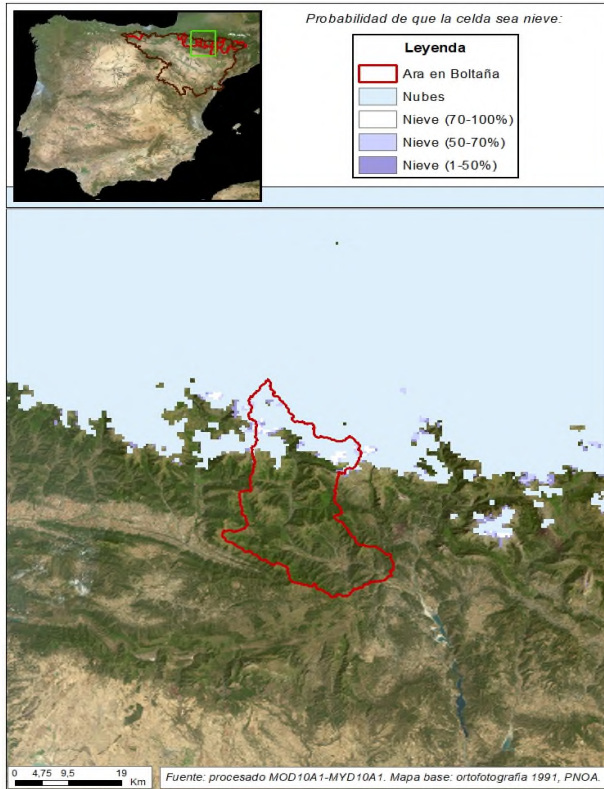 Probabilidad de que la celda sea nieve:
Leyenda
Ara en Boltaña
Nubes
Nieve (70-100%)
Nieve (50-70%)
Nieve (1-50%)
0 4,75 9,5 19
Km
Fuente: procesado MOD10A1-MYD10A1. Mapa base: ortofotografia 1991, PNOA.